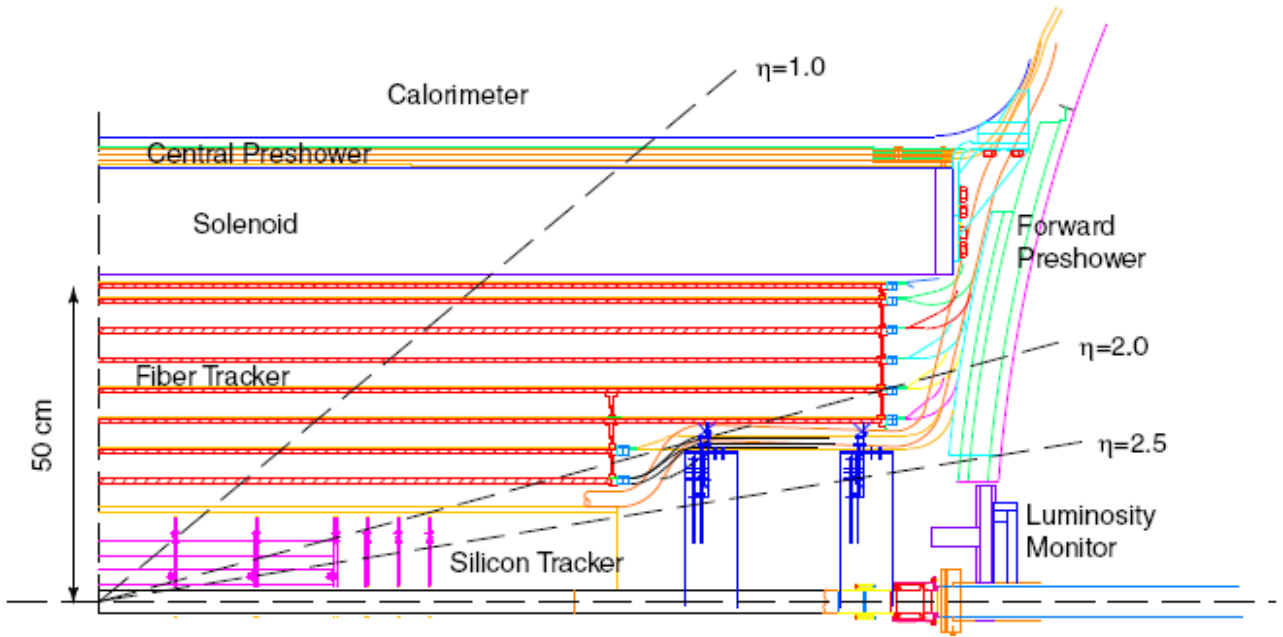 η=1.0
Calorimeter
Central Preshower
Solenoid
Forward
Preshower
η=2.0
Fiber Tracker
50 cm
η=2.5
Luminosity
Monitor
Silicon Tracker